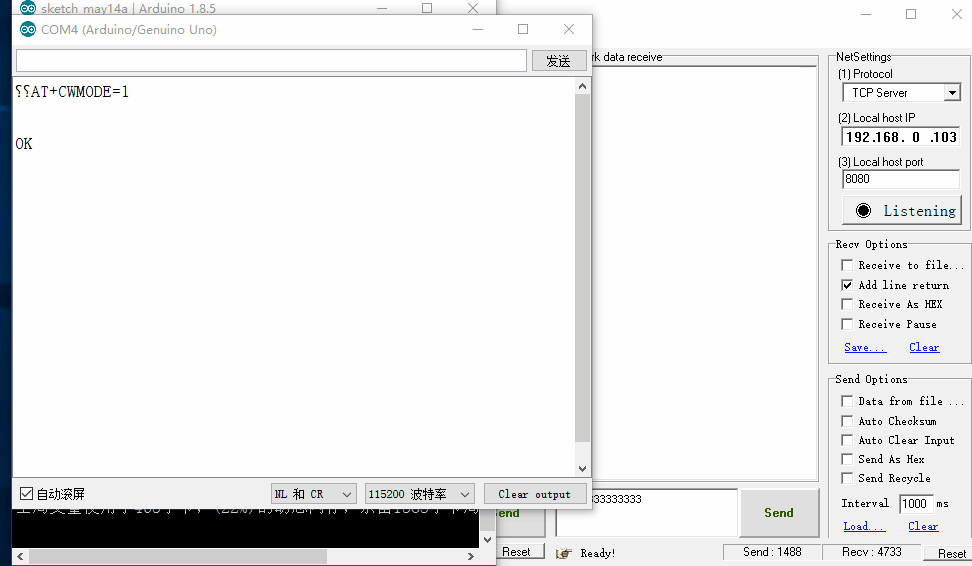 sketch_may14a | Arduino 1.8.5
COM4 (Arduino/Genuino Uno)
发送
⸮⸮AT+CWMODE=1
OK
自动滚屏
NL 和 CR
115200 波特率
Clear output
rk data receive
NetSettings
(1) Protocol
TCP Server
(2) Local host IP
192.168. 0 .103
(3) Local host port
8080
Listening
Recv Options
Receive to file...
Add line return
Receive As HEX
Receive Pause
Save...
Clear
Send Options
Data from file ...
Auto Checksum
Auto Clear Input
Send As Hex
Send Recycle
Interval 1000 ms
Load...
Clear
end
33333333
Send
Reset
Ready!
Send : 1488
Recv : 4733
Reset